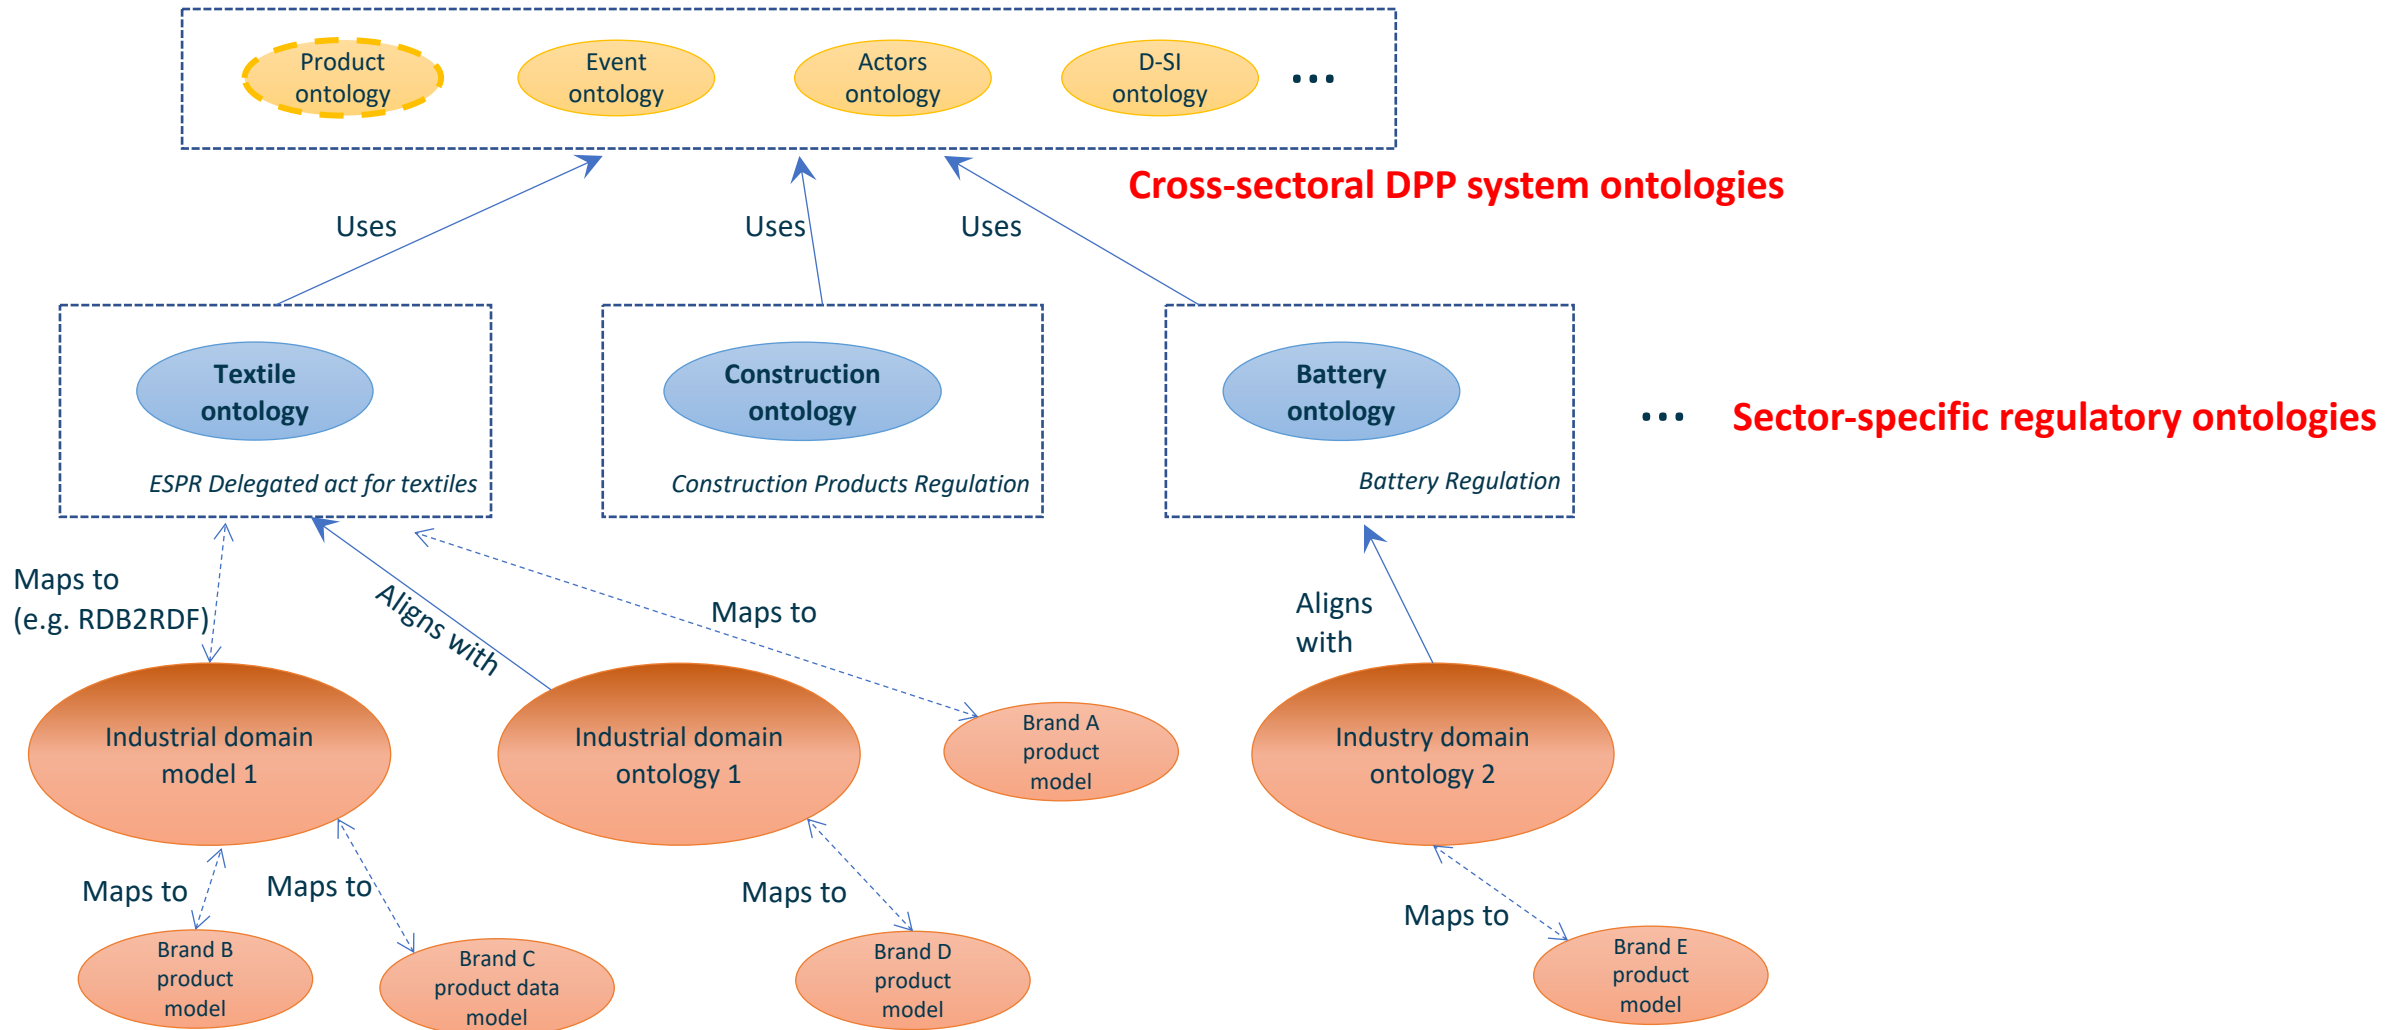 Product
ontology
Event
ontology
Actors
ontology
D-SI
ontology
...
Cross-sectoral DPP system ontologies
Uses
Uses
Uses
Textile
ontology
ESPR Delegated act for textiles
Construction
ontology
Construction Products Regulation
Battery
ontology
Battery Regulation
...
Sector-specific regulatory ontologies
Maps to
(e.g. RDB2RDF)
Aligns with
Maps to
Aligns
with
Industrial domain
model 1
Industrial domain
ontology 1
Brand A
product
model
Industry domain
ontology 2
Maps to
Maps to
Maps to
Maps to
Brand B
product
model
Brand C
product data
model
Brand D
product
model
Brand E
product
model